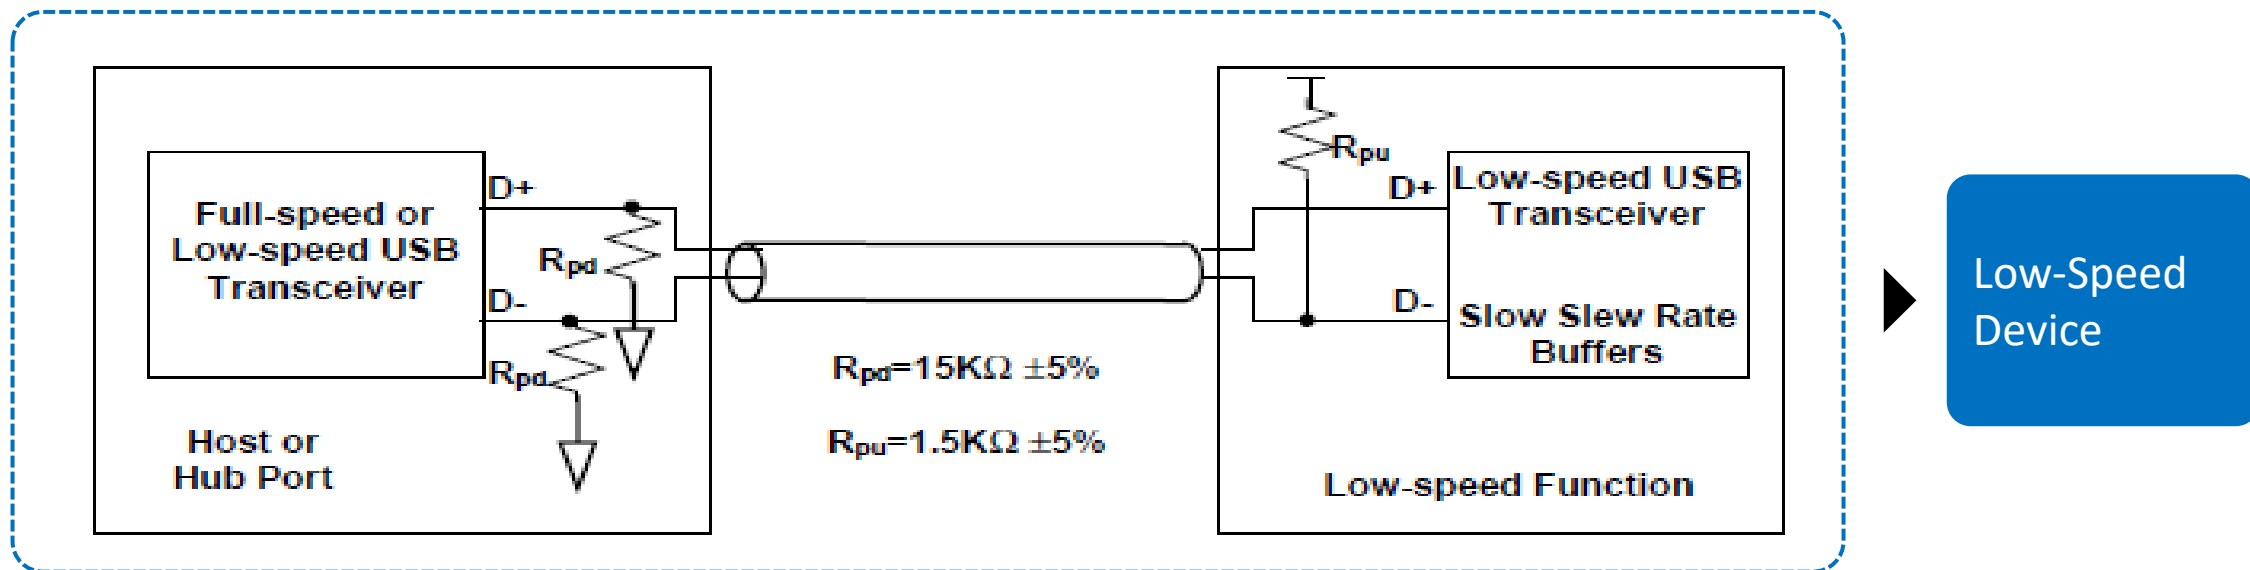 D+
Full-speed or
Low-speed USB
Transceiver
Rpd
D-
Rpd
Host or
Hub Port
Rpd=15KΩ ±5%
Rpu=1.5KΩ ±5%
Rpu
D+
Low-speed USB
Transceiver
D-
Slow Slew Rate
Buffers
Low-speed Function
Low-Speed
Device